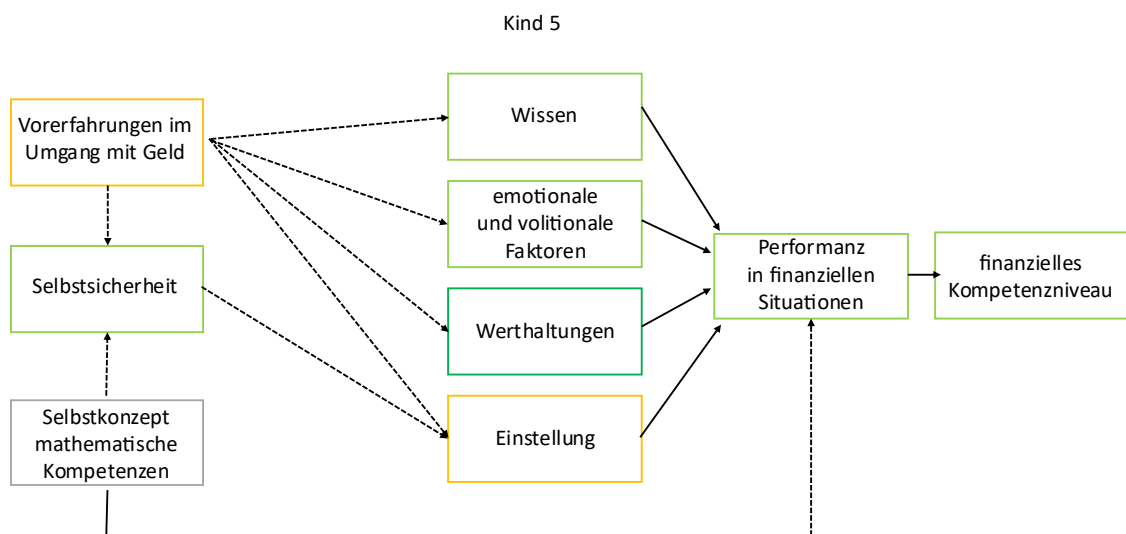 Kind 5
Vorerfahrungen im
Umgang mit Geld
Selbstsicherheit
Selbstkonzept
mathematische
Kompetenzen
Wissen
emotionale
und volitionale
Faktoren
Werthaltungen
Einstellung
Performanz
in finanziellen
Situationen
finanzielles
Kompetenzniveau